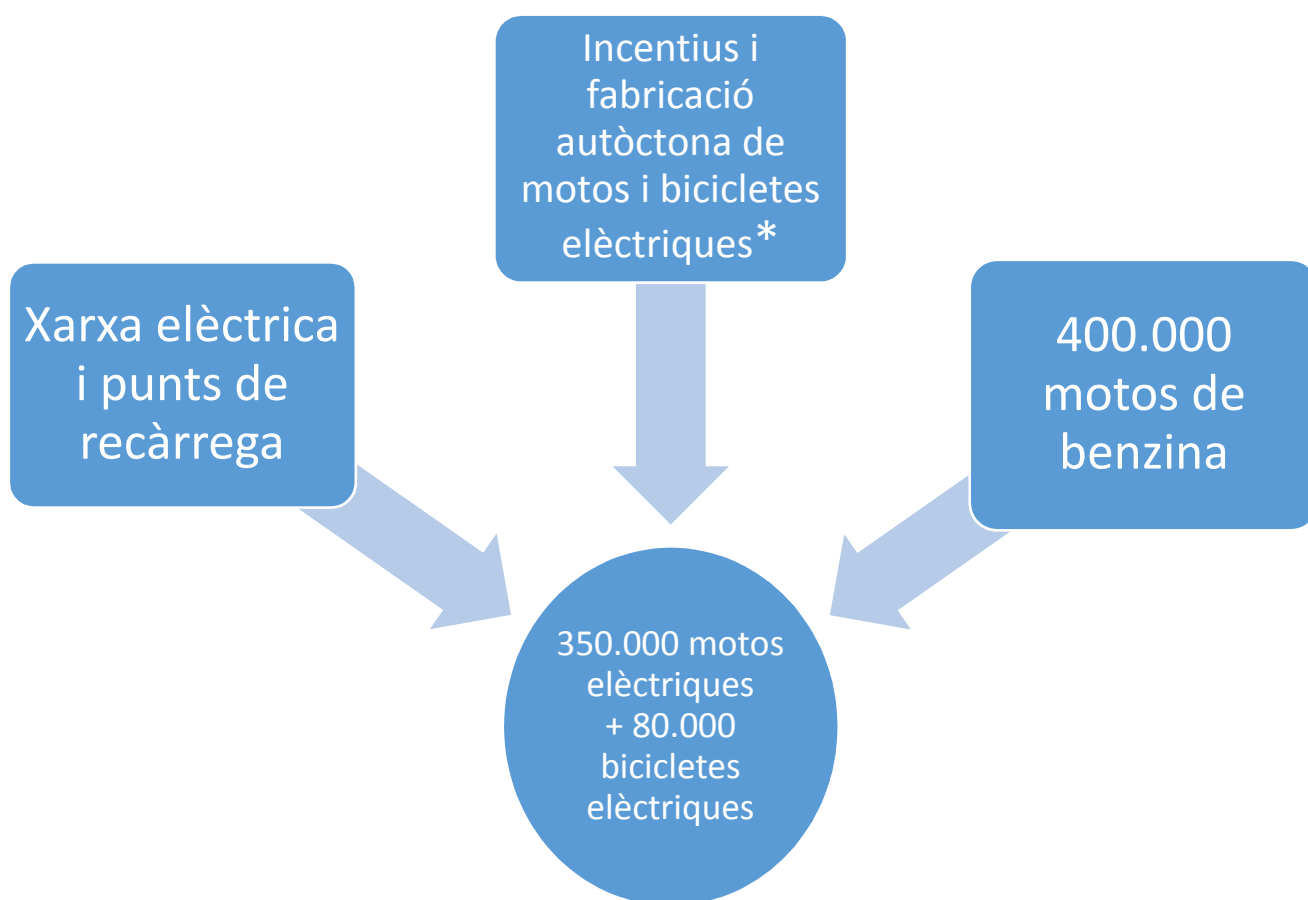 Incentius i
fabricació
autòctona de
motos i bicicletes
elèctriques*
Xarxa elèctrica
i punts de
recàrrega
400.000
motos de
benzina
350.000 motos
elèctriques
+ 80.000
bicicletes
elèctriques